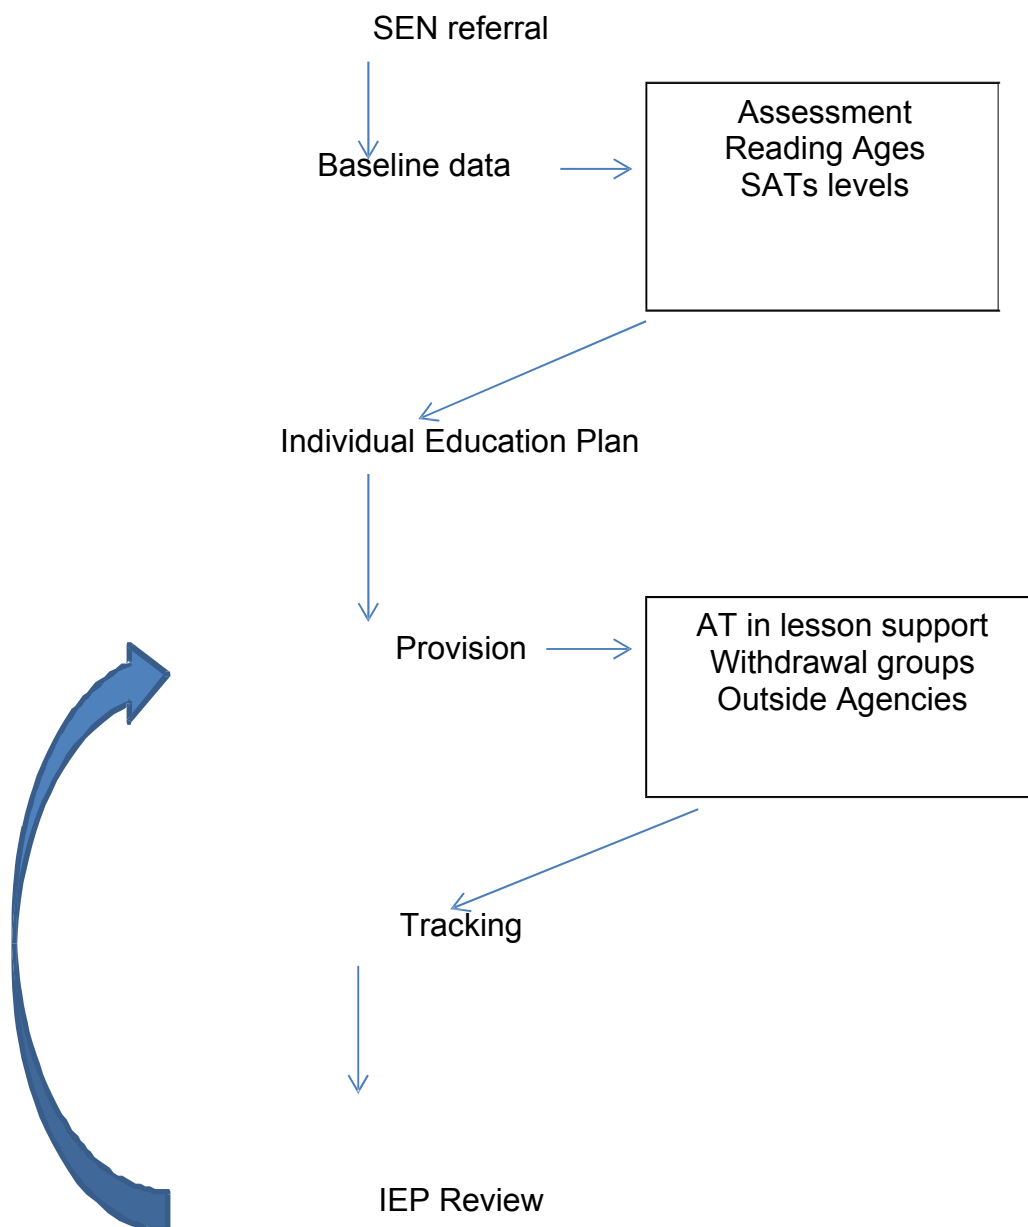 SEN referral
Baseline data
Assessment
Reading Ages
SATs levels
Individual Education Plan
Provision
AT in lesson support
Withdrawal groups
Outside Agencies
Tracking
IEP Review